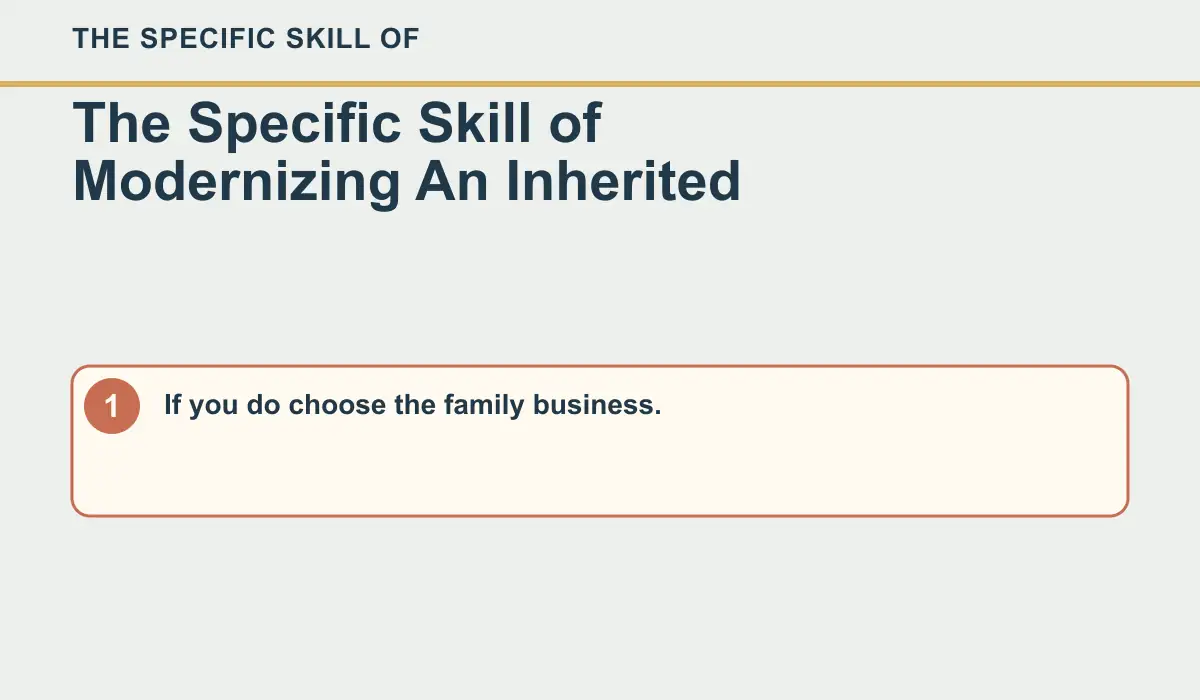 THE SPECIFIC SKILL OF
The Specific Skill of
Modernizing An Inherited
1
If you do choose the family business.